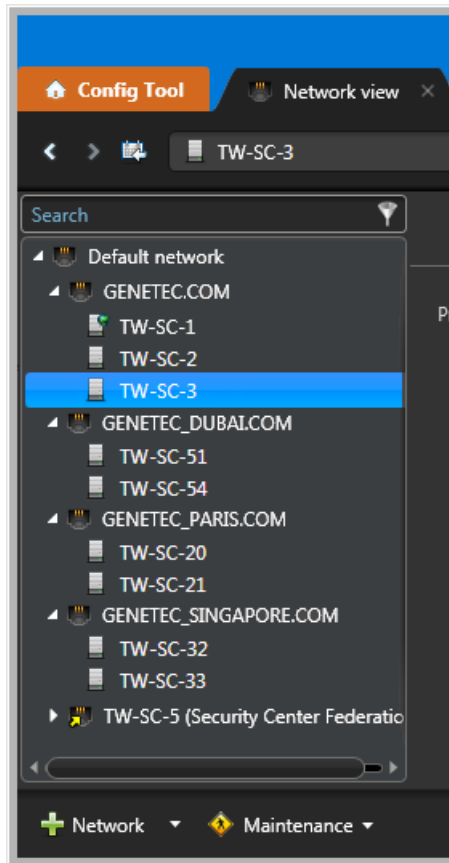 Config Tool
Network view
TW-SC-3
Search
Default network
GENETEC.COM
TW-SC-1
TW-SC-2
TW-SC-3
GENETEC_DUBAI.COM
TW-SC-51
TW-SC-54
GENETEC_PARIS.COM
TW-SC-20
TW-SC-21
GENETEC_SINGAPORE.COM
TW-SC-32
TW-SC-33
TW-SC-5 (Security Center Federatio
Network
Maintenance